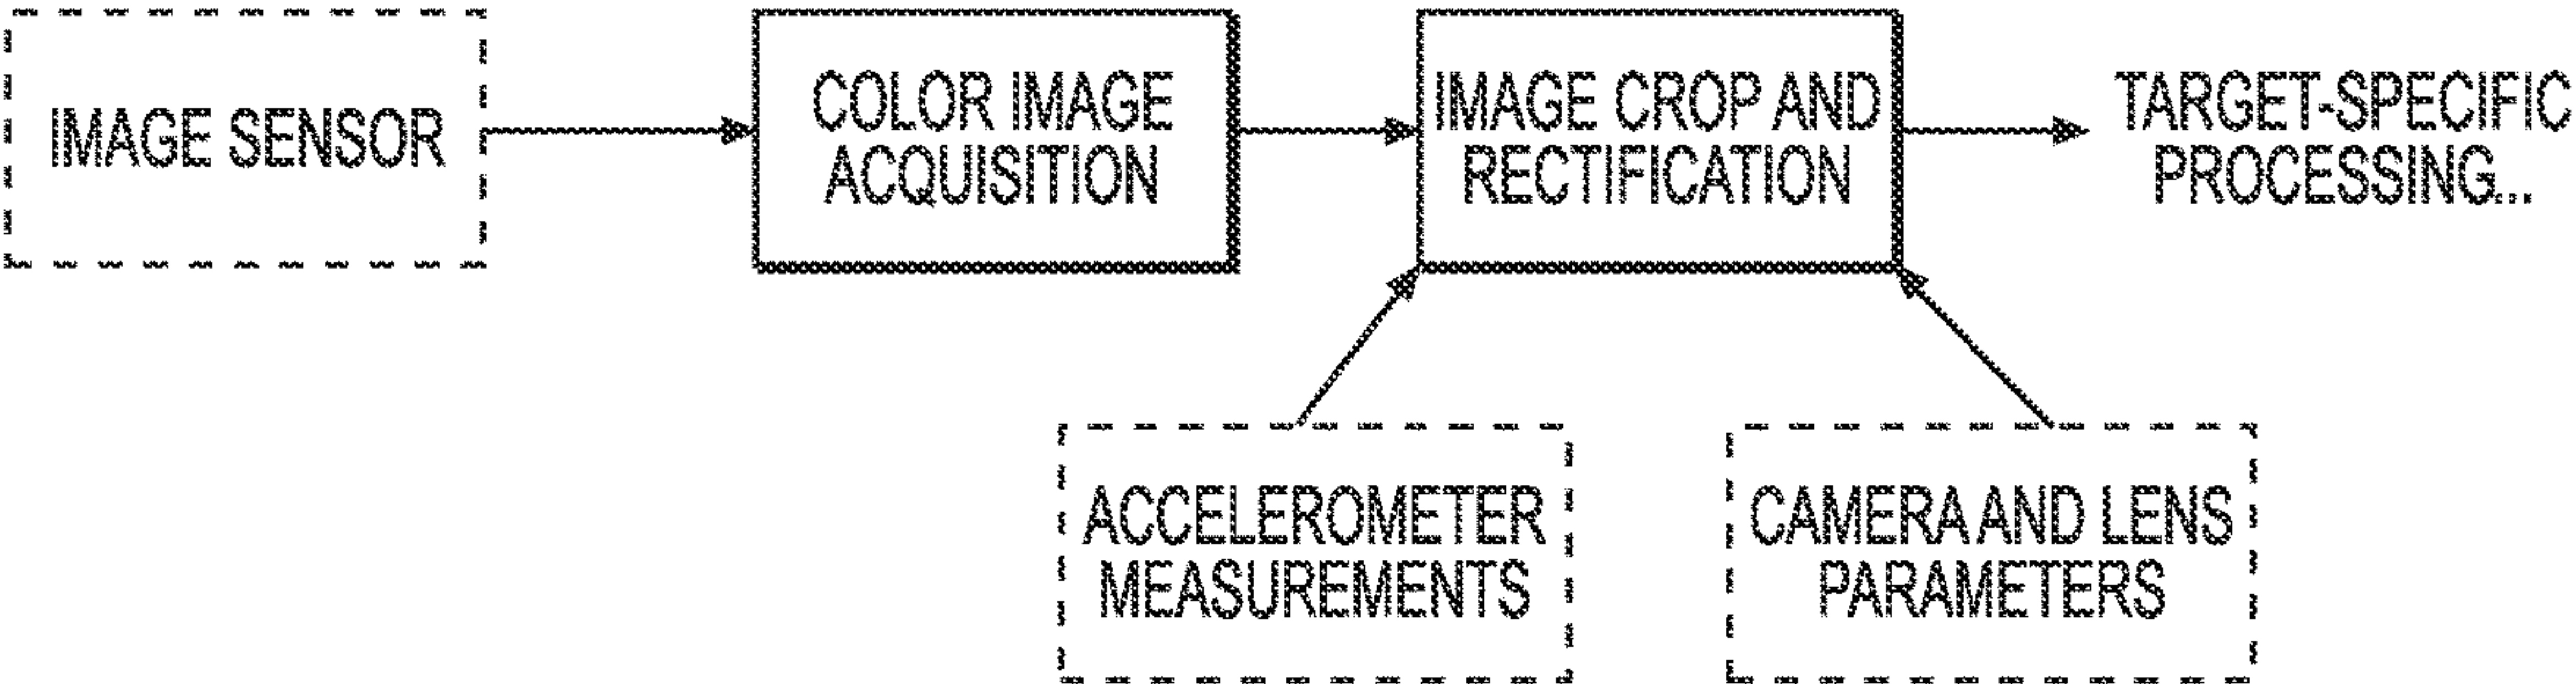 IMAGE SENSOR
COLOR IMAGE
ACQUISITION
IMAGE CROP AND
RECTIFICATION
TARGET-SPECIFIC
PROCESSING...
ACCELEROMETER
MEASUREMENTS
CAMERA AND LENS
PARAMETERS